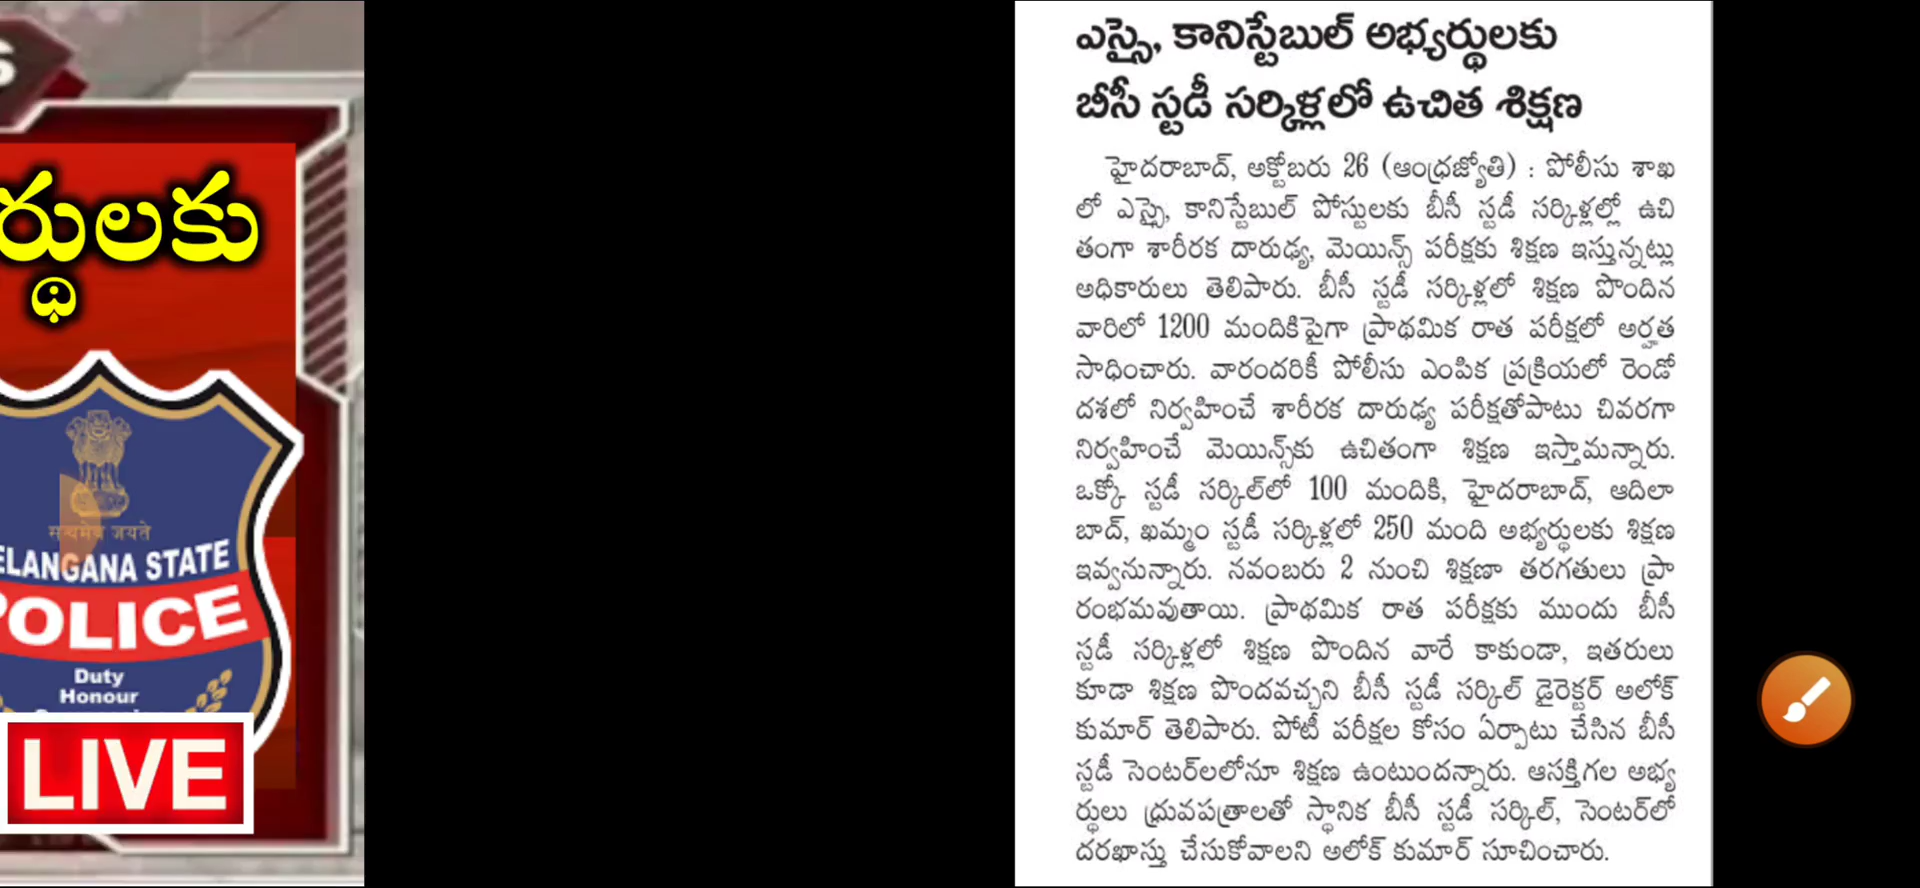 S
ర్థులకు
सत्यमेव जयते
ELANGANA STATE
POLICE
Duty
Honour
LIVE
ఎస్సై, కానిస్టేబుల్ అభ్యర్థులకు
బీసీ స్టడీ సర్కిళ్లలో ఉచిత శిక్షణ
హైదరాబాద్, అక్టోబరు 26 (ఆంధ్రజ్యోతి) : పోలీసు శాఖ
లో ఎస్సై, కానిస్టేబుల్ పోస్టులకు బీసీ స్టడీ సర్కిళ్లల్లో ఉచి
తంగా శారీరక దారుఢ్య, మెయిన్స్ పరీక్షకు శిక్షణ ఇస్తున్నట్లు
అధికారులు తెలిపారు. బీసీ స్టడీ సర్కిళ్లలో శిక్షణ పొందిన
వారిలో 1200 మందికిపైగా ప్రాథమిక రాత పరీక్షలో అర్హత
సాధించారు. వారందరికీ పోలీసు ఎంపిక ప్రక్రియలో రెండో
దశలో నిర్వహించే శారీరక దారుఢ్య పరీక్షతోపాటు చివరగా
నిర్వహించే మెయిన్స్‌కు ఉచితంగా శిక్షణ ఇస్తామన్నారు.
ఒక్కో స్టడీ సర్కిల్‌లో 100 మందికి, హైదరాబాద్, ఆదిలా
బాద్, ఖమ్మం స్టడీ సర్కిళ్లలో 250 మంది అభ్యర్థులకు శిక్షణ
ఇవ్వనున్నారు. నవంబరు 2 నుంచి శిక్షణా తరగతులు ప్రా
రంభమవుతాయి. ప్రాథమిక రాత పరీక్షకు ముందు బీసీ
స్టడీ సర్కిళ్లలో శిక్షణ పొందిన వారే కాకుండా, ఇతరులు
కూడా శిక్షణ పొందవచ్చని బీసీ స్టడీ సర్కిల్ డైరెక్టర్ అలోక్
కుమార్ తెలిపారు. పోటీ పరీక్షల కోసం ఏర్పాటు చేసిన బీసీ
స్టడీ సెంటర్‌లలోనూ శిక్షణ ఉంటుందన్నారు. ఆసక్తిగల అభ్య
ర్థులు ధ్రువపత్రాలతో స్థానిక బీసీ స్టడీ సర్కిల్, సెంటర్‌లో
దరఖాస్తు చేసుకోవాలని అలోక్ కుమార్ సూచించారు.